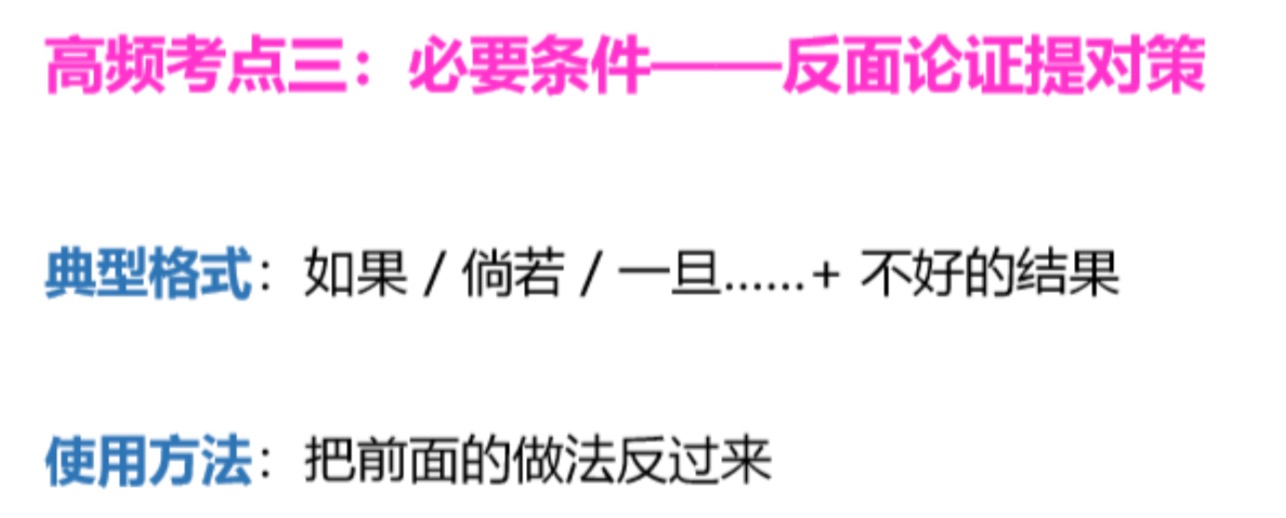 高频考点三：必要条件——反面论证提对策
典型格式：如果 / 倘若 / 一旦……+ 不好的结果
使用方法：把前面的做法反过来